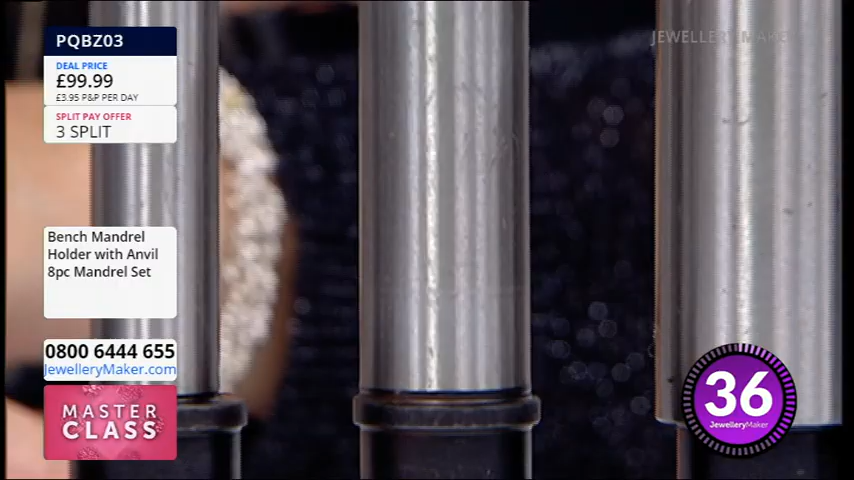 PQBZ03
DEAL PRICE
£99.99
£3.95 P&P PER DAY
SPLIT PAY OFFER
3 SPLIT
JEWELLERY MAKER
Bench Mandrel
Holder with Anvil
8pc Mandrel Set
0800 6444 655
JewelleryMaker.com
MASTER
CLASS
36
JewelleryMaker